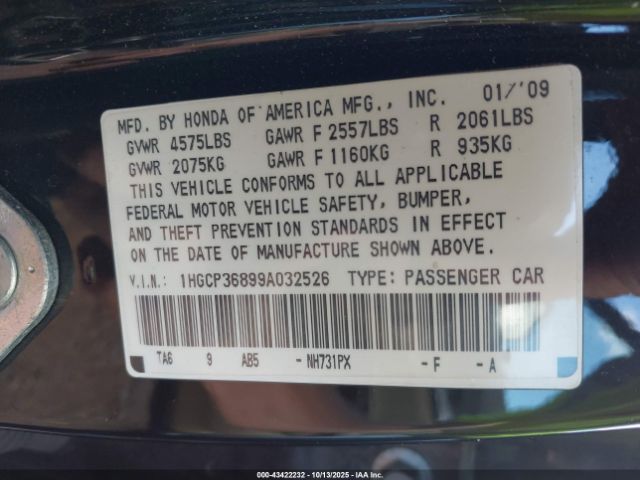 MFD. BY HONDA OF AMERICA MFG., INC. 01/'09
GVWR 4575LBS GAWR F 2557LBS R 2061LBS
GVWR 2075KG GAWR F 1160KG R 935KG
THIS VEHICLE CONFORMS TO ALL APPLICABLE
FEDERAL MOTOR VEHICLE SAFETY, BUMPER,
AND THEFT PREVENTION STANDARDS IN EFFECT
ON THE DATE OF MANUFACTURE SHOWN ABOVE.
V.I.N.: 1HGCP36899A032526 TYPE: PASSENGER CAR
TA6 9 AB5 -NH731PX -F -A
000-43422232 - 10/13/2025 - IAAI.COM